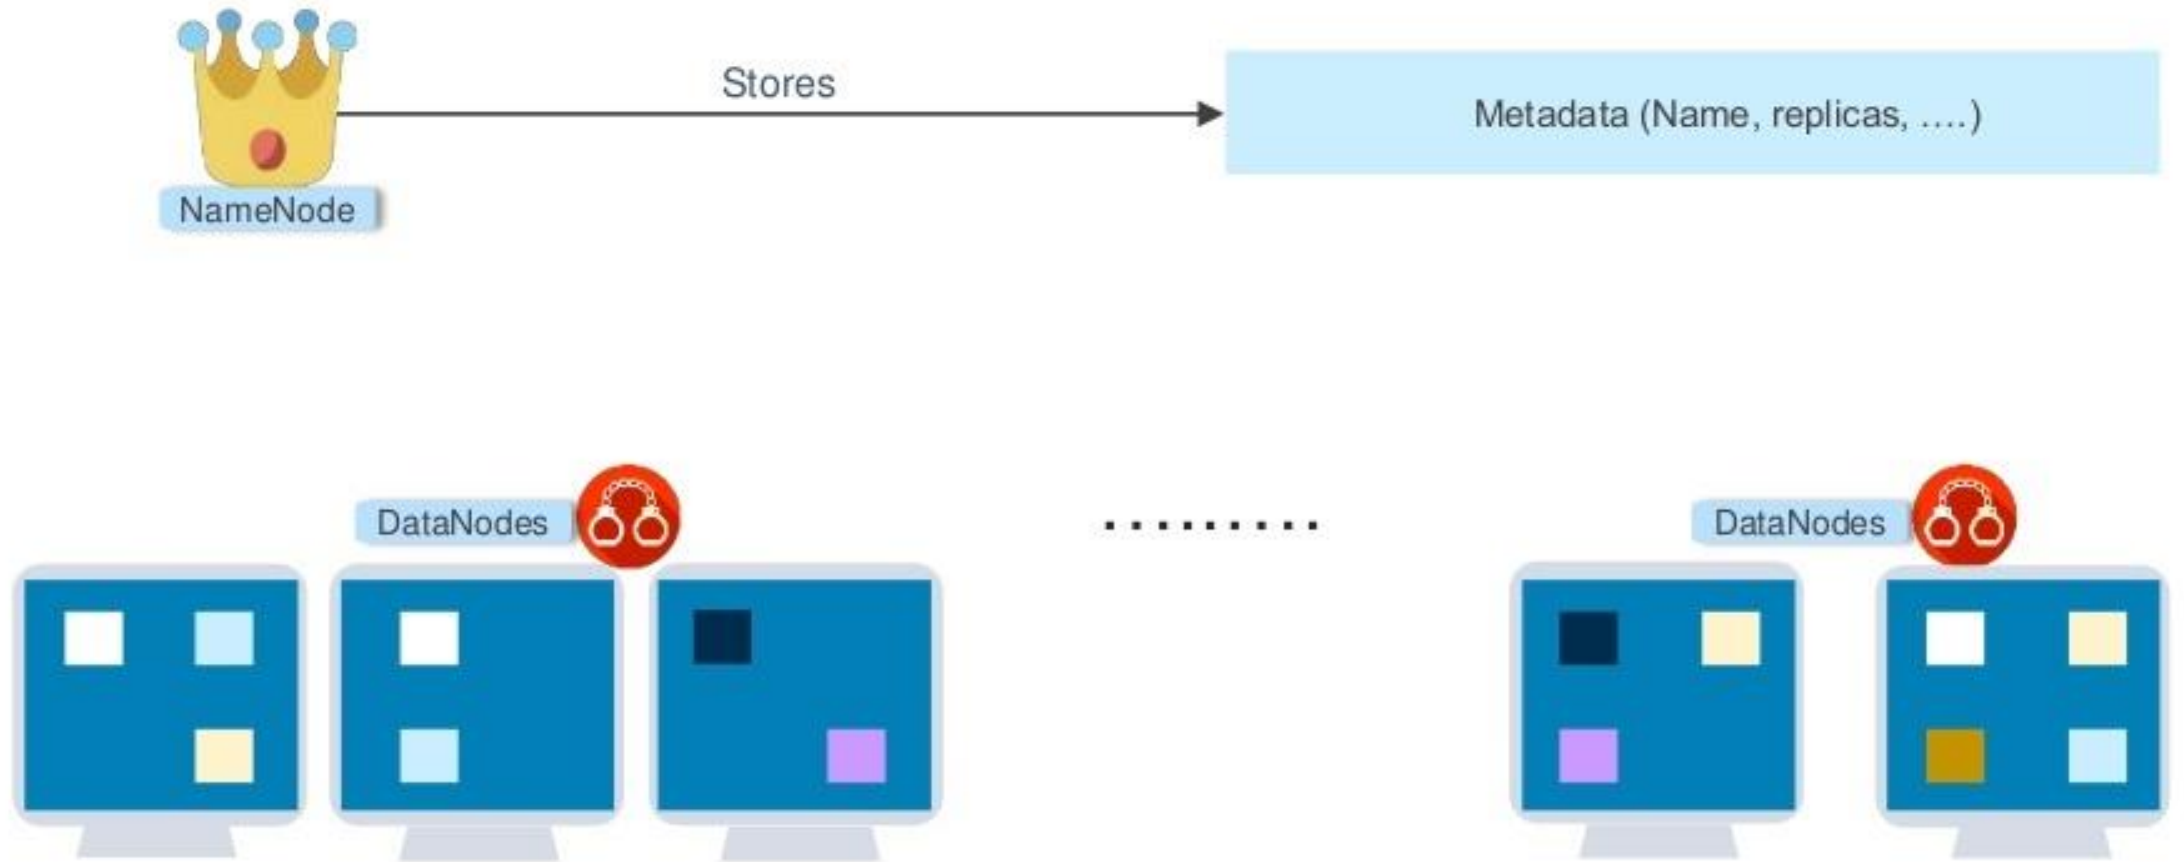 Stores
Metadata (Name, replicas, ....)
NameNode
DataNodes
DataNodes